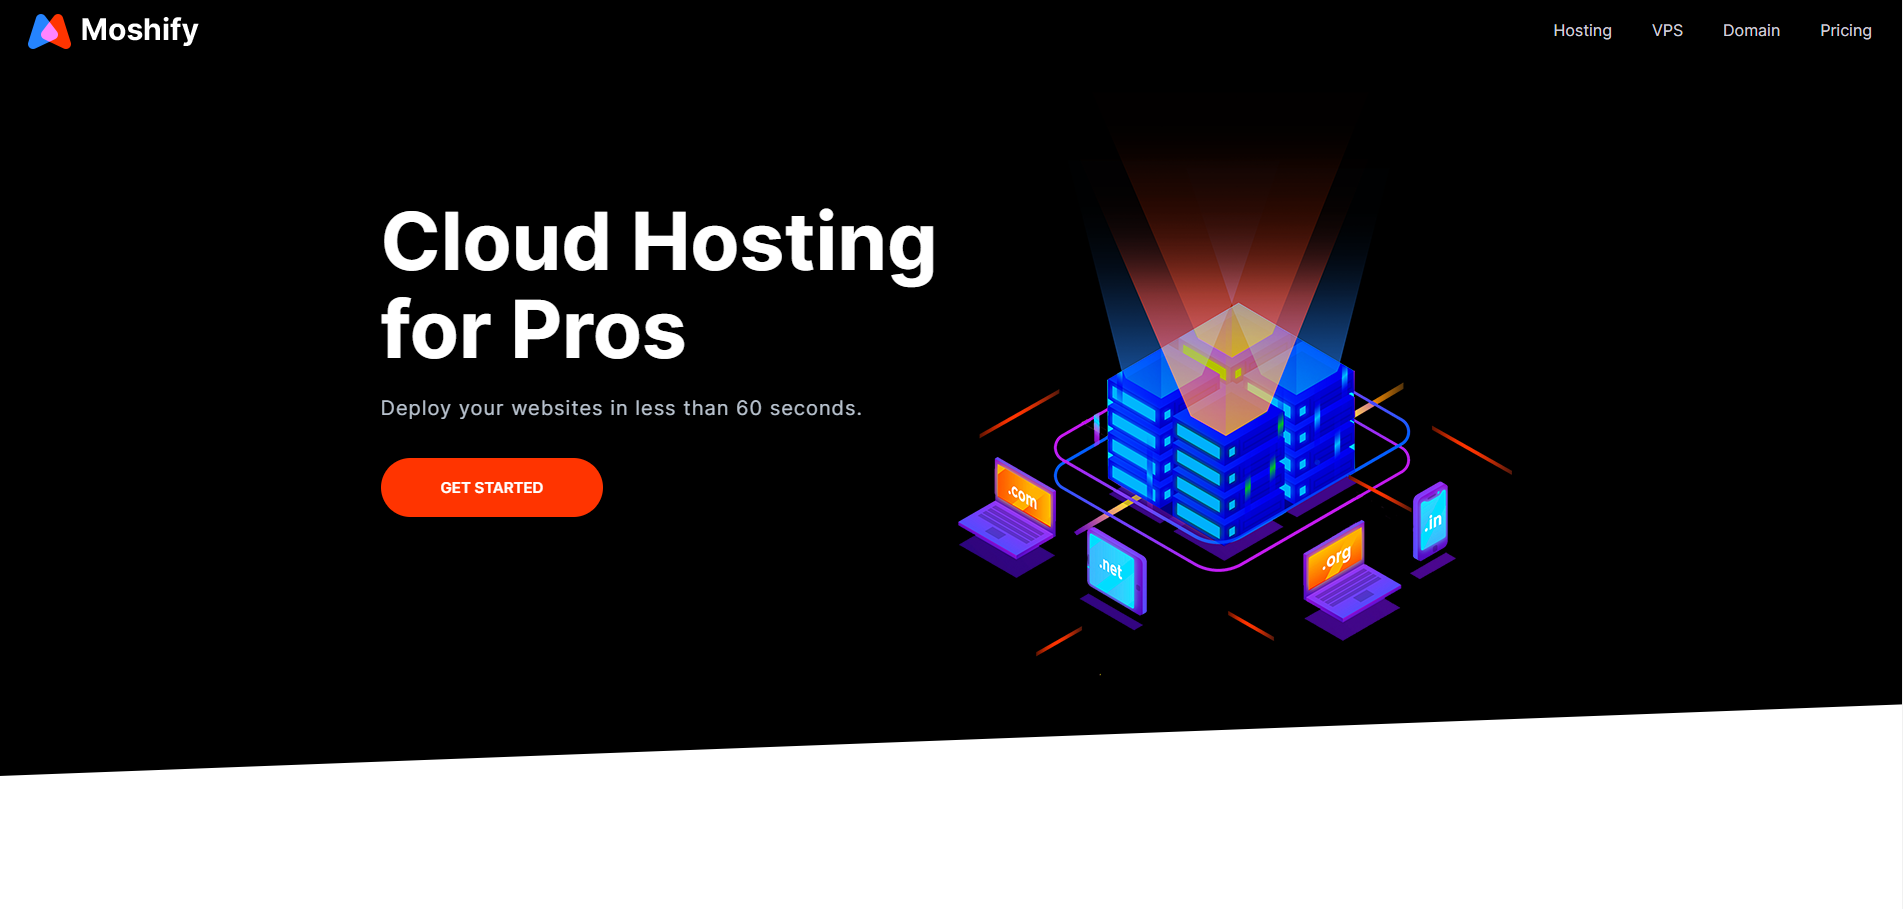 Moshify
Hosting VPS Domain Pricing
Cloud Hosting
for Pros
Deploy your websites in less than 60 seconds.
GET STARTED
.com
.net
.org
.in